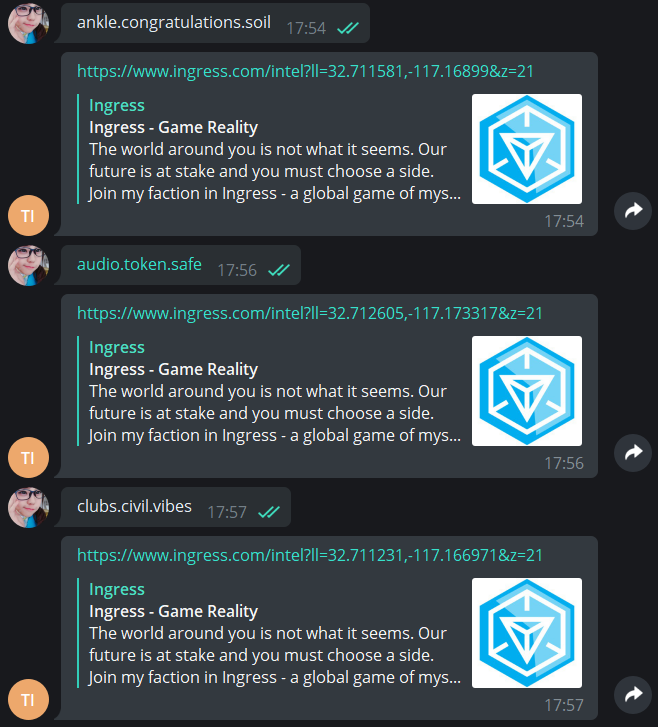 ankle.congratulations.soil 17:54
https://www.ingress.com/intel?ll=32.711581,-117.16899&z=21
Ingress
Ingress - Game Reality
The world around you is not what it seems. Our
future is at stake and you must choose a side.
Join my faction in Ingress - a global game of mys...
TI
17:54
audio.token.safe 17:56
https://www.ingress.com/intel?ll=32.712605,-117.173317&z=21
Ingress
Ingress - Game Reality
The world around you is not what it seems. Our
future is at stake and you must choose a side.
Join my faction in Ingress - a global game of mys...
TI
17:56
clubs.civil.vibes 17:57
https://www.ingress.com/intel?ll=32.711231,-117.166971&z=21
Ingress
Ingress - Game Reality
The world around you is not what it seems. Our
future is at stake and you must choose a side.
Join my faction in Ingress - a global game of mys...
TI
17:57